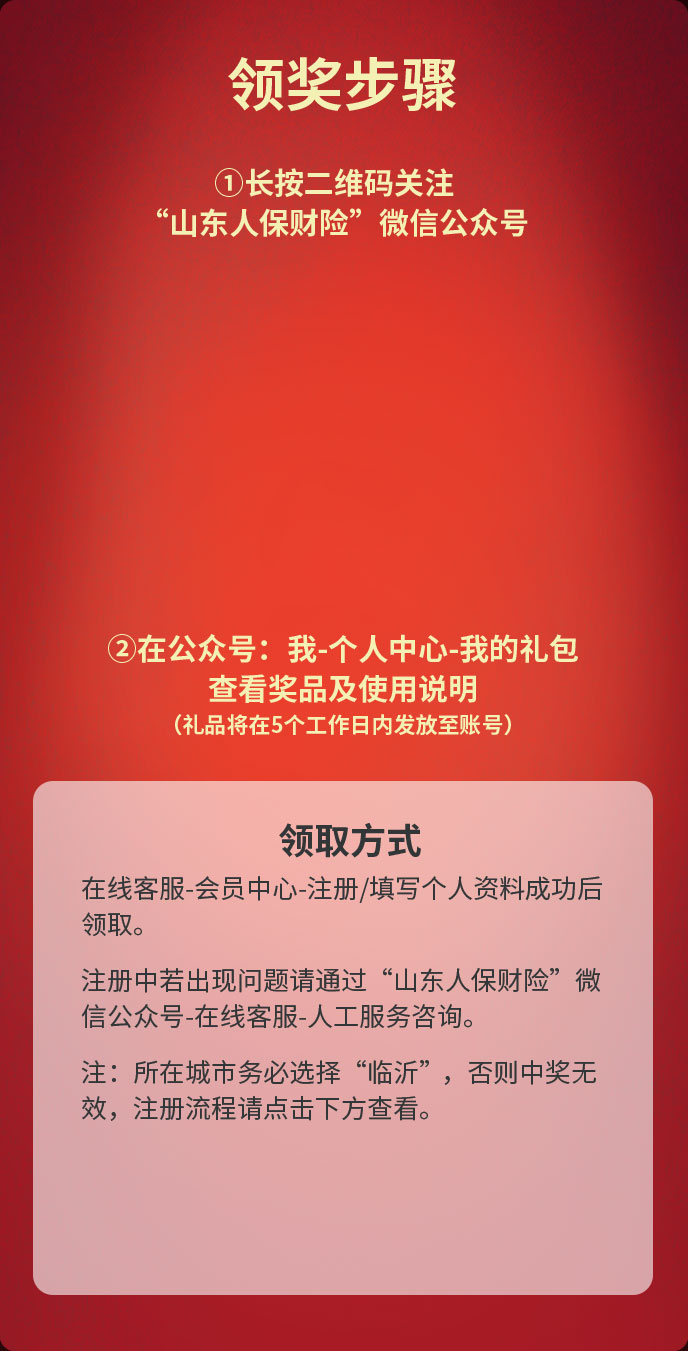 领奖步骤
①长按二维码关注
“山东人保财险”微信公众号
②在公众号：我-个人中心-我的礼包
查看奖品及使用说明
（礼品将在5个工作日内发放至账号）
领取方式
在线客服-会员中心-注册/填写个人资料成功后
领取。
注册中若出现问题请通过“山东人保财险”微
信公众号-在线客服-人工服务咨询。
注：所在城市务必选择“临沂”，否则中奖无
效，注册流程请点击下方查看。